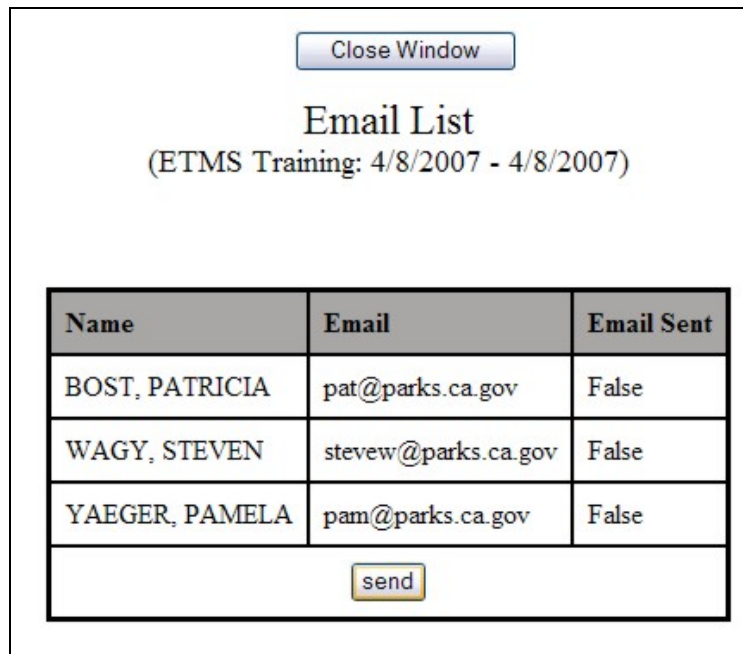 Close Window
Email List
(ETMS Training: 4/8/2007 - 4/8/2007)
Name Email Email Sent
BOST, PATRICIA pat@parks.ca.gov False
WAGY, STEVEN stevew@parks.ca.gov False
YAEGER, PAMELA pam@parks.ca.gov False
send